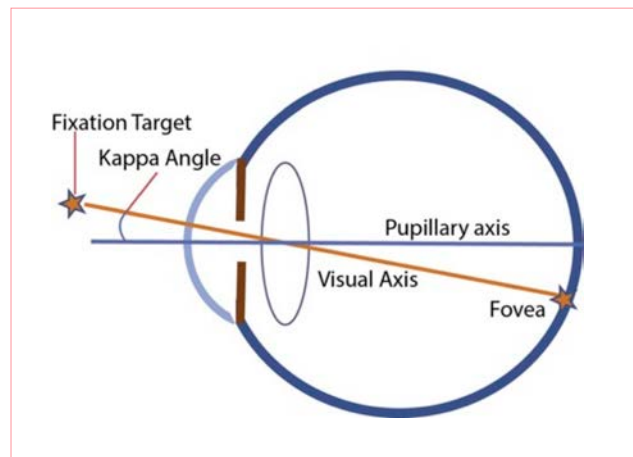 Fixation Target
Kappa Angle
Pupillary axis
Visual Axis
Fovea